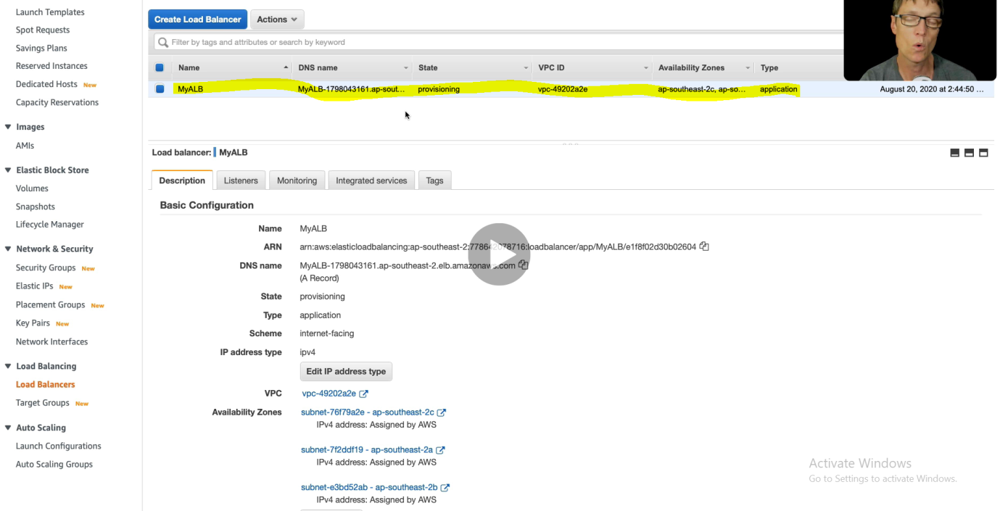 Launch Templates
Spot Requests
Savings Plans
Reserved Instances
Dedicated Hosts New
Capacity Reservations
Images
AMIs
Elastic Block Store
Volumes
Snapshots
Lifecycle Manager
Network & Security
Security Groups New
Elastic IPs New
Placement Groups New
Key Pairs New
Network Interfaces
Load Balancing
Load Balancers
Target Groups New
Auto Scaling
Launch Configurations
Auto Scaling Groups
Create Load Balancer Actions
Filter by tags and attributes or search by keyword
Name DNS name State VPC ID Availability Zones Type
MyALB MyALB-1798043161.ap-sout... provisioning vpc-49202a2e ap-southeast-2c, ap-so... application August 20, 2020 at 2:44:50 ...
Load balancer: MyALB
Description Listeners Monitoring Integrated services Tags
Basic Configuration
Name MyALB
ARN arn:aws:elasticloadbalancing:ap-southeast-2:778642078716:loadbalancer/app/MyALB/e1f8f02d30b02604
DNS name MyALB-1798043161.ap-southeast-2.elb.amazonaws.com
(A Record)
State provisioning
Type application
Scheme internet-facing
IP address type ipv4
Edit IP address type
VPC vpc-49202a2e
Availability Zones subnet-76f79a2e - ap-southeast-2c
IPv4 address: Assigned by AWS
subnet-7f2ddf19 - ap-southeast-2a
IPv4 address: Assigned by AWS
subnet-e3bd52ab - ap-southeast-2b
IPv4 address: Assigned by AWS
Activate Windows
Go to Settings to activate Windows.